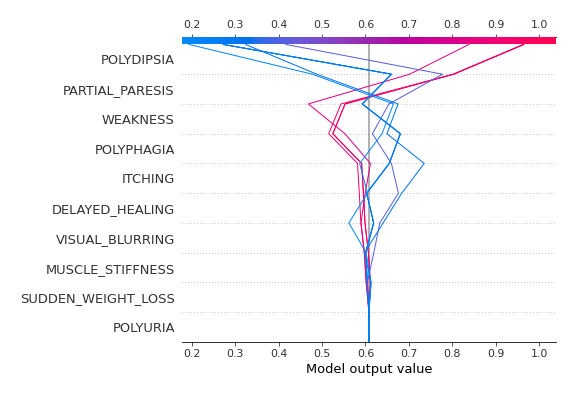 0.2 0.3 0.4 0.5 0.6 0.7 0.8 0.9 1.0
POLYDIPSIA
PARTIAL_PARESIS
WEAKNESS
POLYPHAGIA
ITCHING
DELAYED_HEALING
VISUAL_BLURRING
MUSCLE_STIFFNESS
SUDDEN_WEIGHT_LOSS
POLYURIA
0.2 0.3 0.4 0.5 0.6 0.7 0.8 0.9 1.0
Model output value